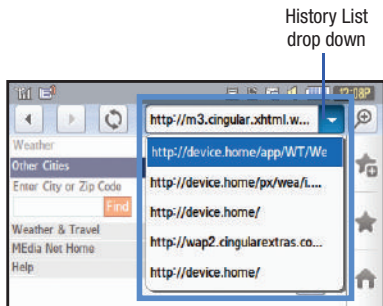 History List
drop down
12:08P
http://m3.cingular.xhtml.w...
Weather
Other Cities
Enter City or Zip Code
Find
Weather & Travel
MEdia Net Home
Help
http://device.home/app/WT/We
http://device.home/px/wea/i....
http://device.home/
http://wap2.cingularextras.co...
http://device.home/